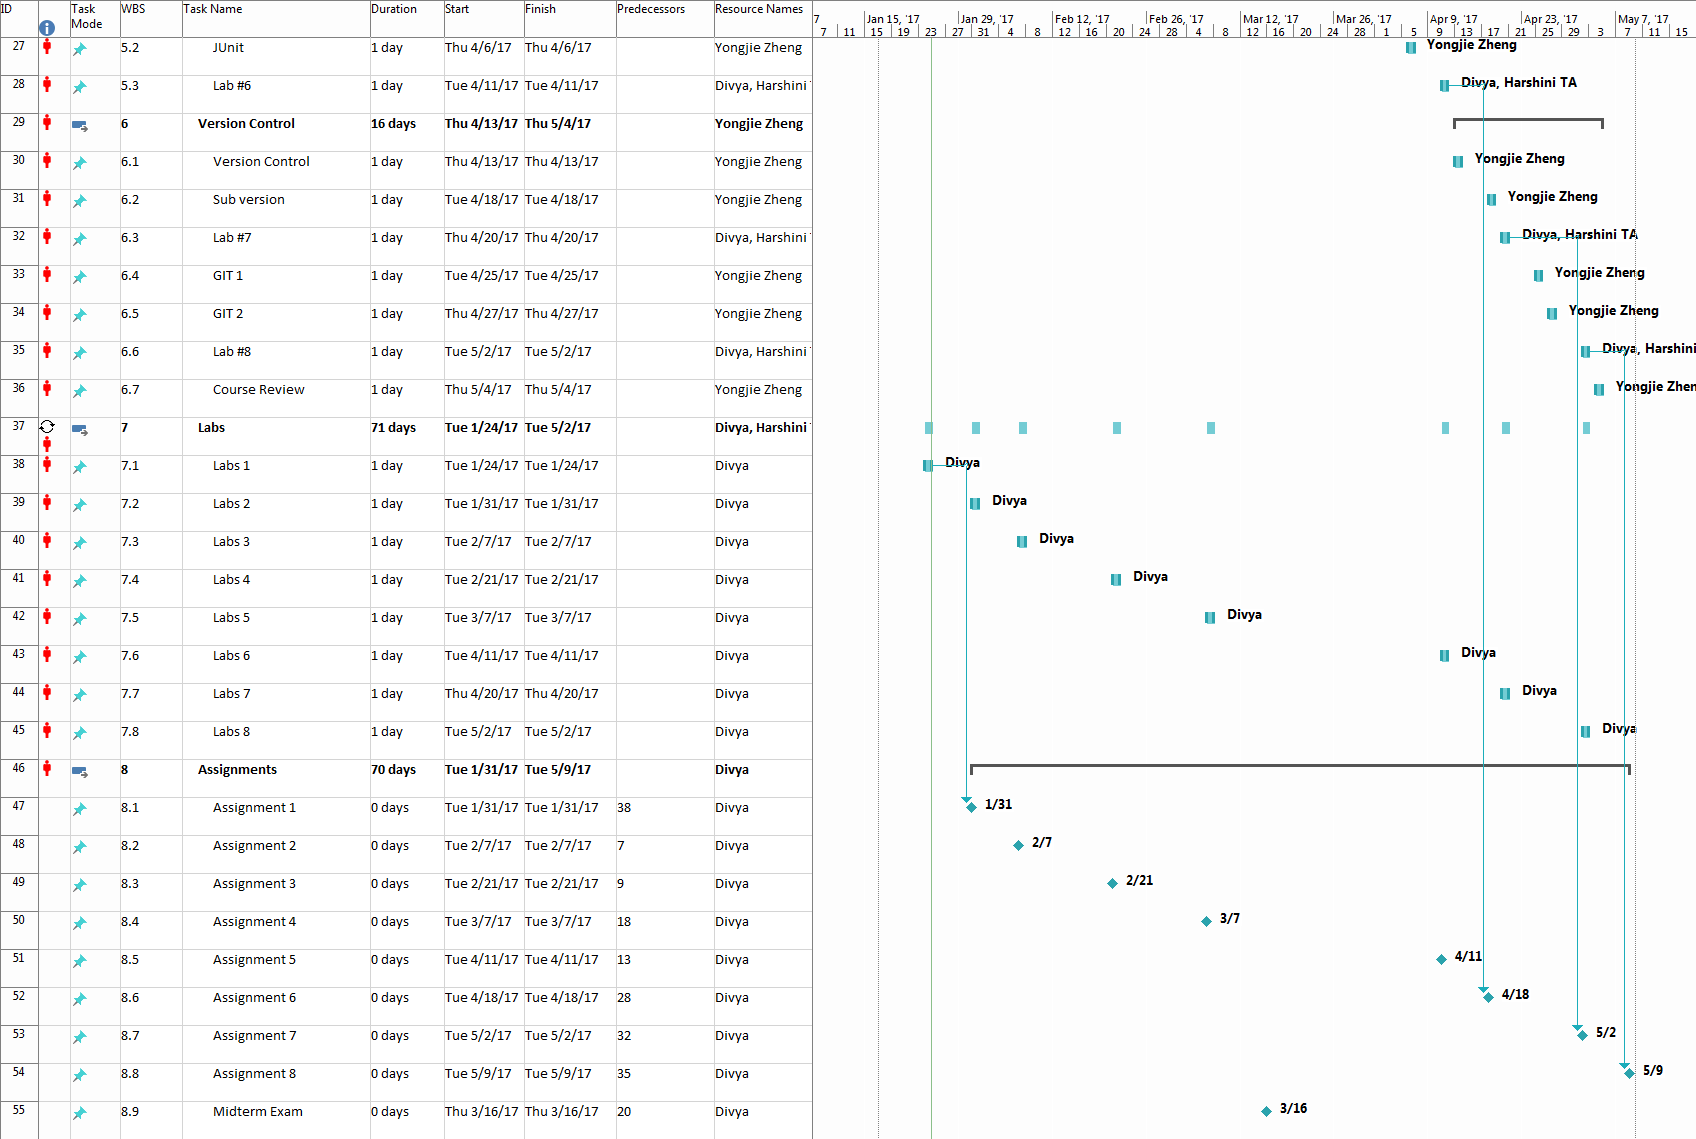 ID Task Mode WBS Task Name Duration Start Finish Predecessors Resource Names
7 Jan 15, '17 Jan 29, '17 Feb 12, '17 Feb 26, '17 Mar 12, '17 Mar 26, '17 Apr 9, '17 Apr 23, '17 May 7, '17
7 11 15 19 23 27 31 4 8 12 16 20 24 28 4 8 12 16 20 24 28 1 5 9 13 17 21 25 29 3 7 11 15
27 5.2 JUnit 1 day Thu 4/6/17 Thu 4/6/17 Yongjie Zheng Yongjie Zheng
28 5.3 Lab #6 1 day Tue 4/11/17 Tue 4/11/17 Divya, Harshini Divya, Harshini TA
29 6 Version Control 16 days Thu 4/13/17 Thu 5/4/17 Yongjie Zheng
30 6.1 Version Control 1 day Thu 4/13/17 Thu 4/13/17 Yongjie Zheng Yongjie Zheng
31 6.2 Sub version 1 day Tue 4/18/17 Tue 4/18/17 Yongjie Zheng Yongjie Zheng
32 6.3 Lab #7 1 day Thu 4/20/17 Thu 4/20/17 Divya, Harshini Divya, Harshini TA
33 6.4 GIT 1 1 day Tue 4/25/17 Tue 4/25/17 Yongjie Zheng Yongjie Zheng
34 6.5 GIT 2 1 day Thu 4/27/17 Thu 4/27/17 Yongjie Zheng Yongjie Zheng
35 6.6 Lab #8 1 day Tue 5/2/17 Tue 5/2/17 Divya, Harshini Divya, Harshini
36 6.7 Course Review 1 day Thu 5/4/17 Thu 5/4/17 Yongjie Zheng Yongjie Zhen
37 7 Labs 71 days Tue 1/24/17 Tue 5/2/17 Divya, Harshini
38 7.1 Labs 1 1 day Tue 1/24/17 Tue 1/24/17 Divya Divya
39 7.2 Labs 2 1 day Tue 1/31/17 Tue 1/31/17 Divya Divya
40 7.3 Labs 3 1 day Tue 2/7/17 Tue 2/7/17 Divya Divya
41 7.4 Labs 4 1 day Tue 2/21/17 Tue 2/21/17 Divya Divya
42 7.5 Labs 5 1 day Tue 3/7/17 Tue 3/7/17 Divya Divya
43 7.6 Labs 6 1 day Tue 4/11/17 Tue 4/11/17 Divya Divya
44 7.7 Labs 7 1 day Thu 4/20/17 Thu 4/20/17 Divya Divya
45 7.8 Labs 8 1 day Tue 5/2/17 Tue 5/2/17 Divya Divya
46 8 Assignments 70 days Tue 1/31/17 Tue 5/9/17 Divya
47 8.1 Assignment 1 0 days Tue 1/31/17 Tue 1/31/17 38 Divya 1/31
48 8.2 Assignment 2 0 days Tue 2/7/17 Tue 2/7/17 7 Divya 2/7
49 8.3 Assignment 3 0 days Tue 2/21/17 Tue 2/21/17 9 Divya 2/21
50 8.4 Assignment 4 0 days Tue 3/7/17 Tue 3/7/17 18 Divya 3/7
51 8.5 Assignment 5 0 days Tue 4/11/17 Tue 4/11/17 13 Divya 4/11
52 8.6 Assignment 6 0 days Tue 4/18/17 Tue 4/18/17 28 Divya 4/18
53 8.7 Assignment 7 0 days Tue 5/2/17 Tue 5/2/17 32 Divya 5/2
54 8.8 Assignment 8 0 days Tue 5/9/17 Tue 5/9/17 35 Divya 5/9
55 8.9 Midterm Exam 0 days Thu 3/16/17 Thu 3/16/17 20 Divya 3/16